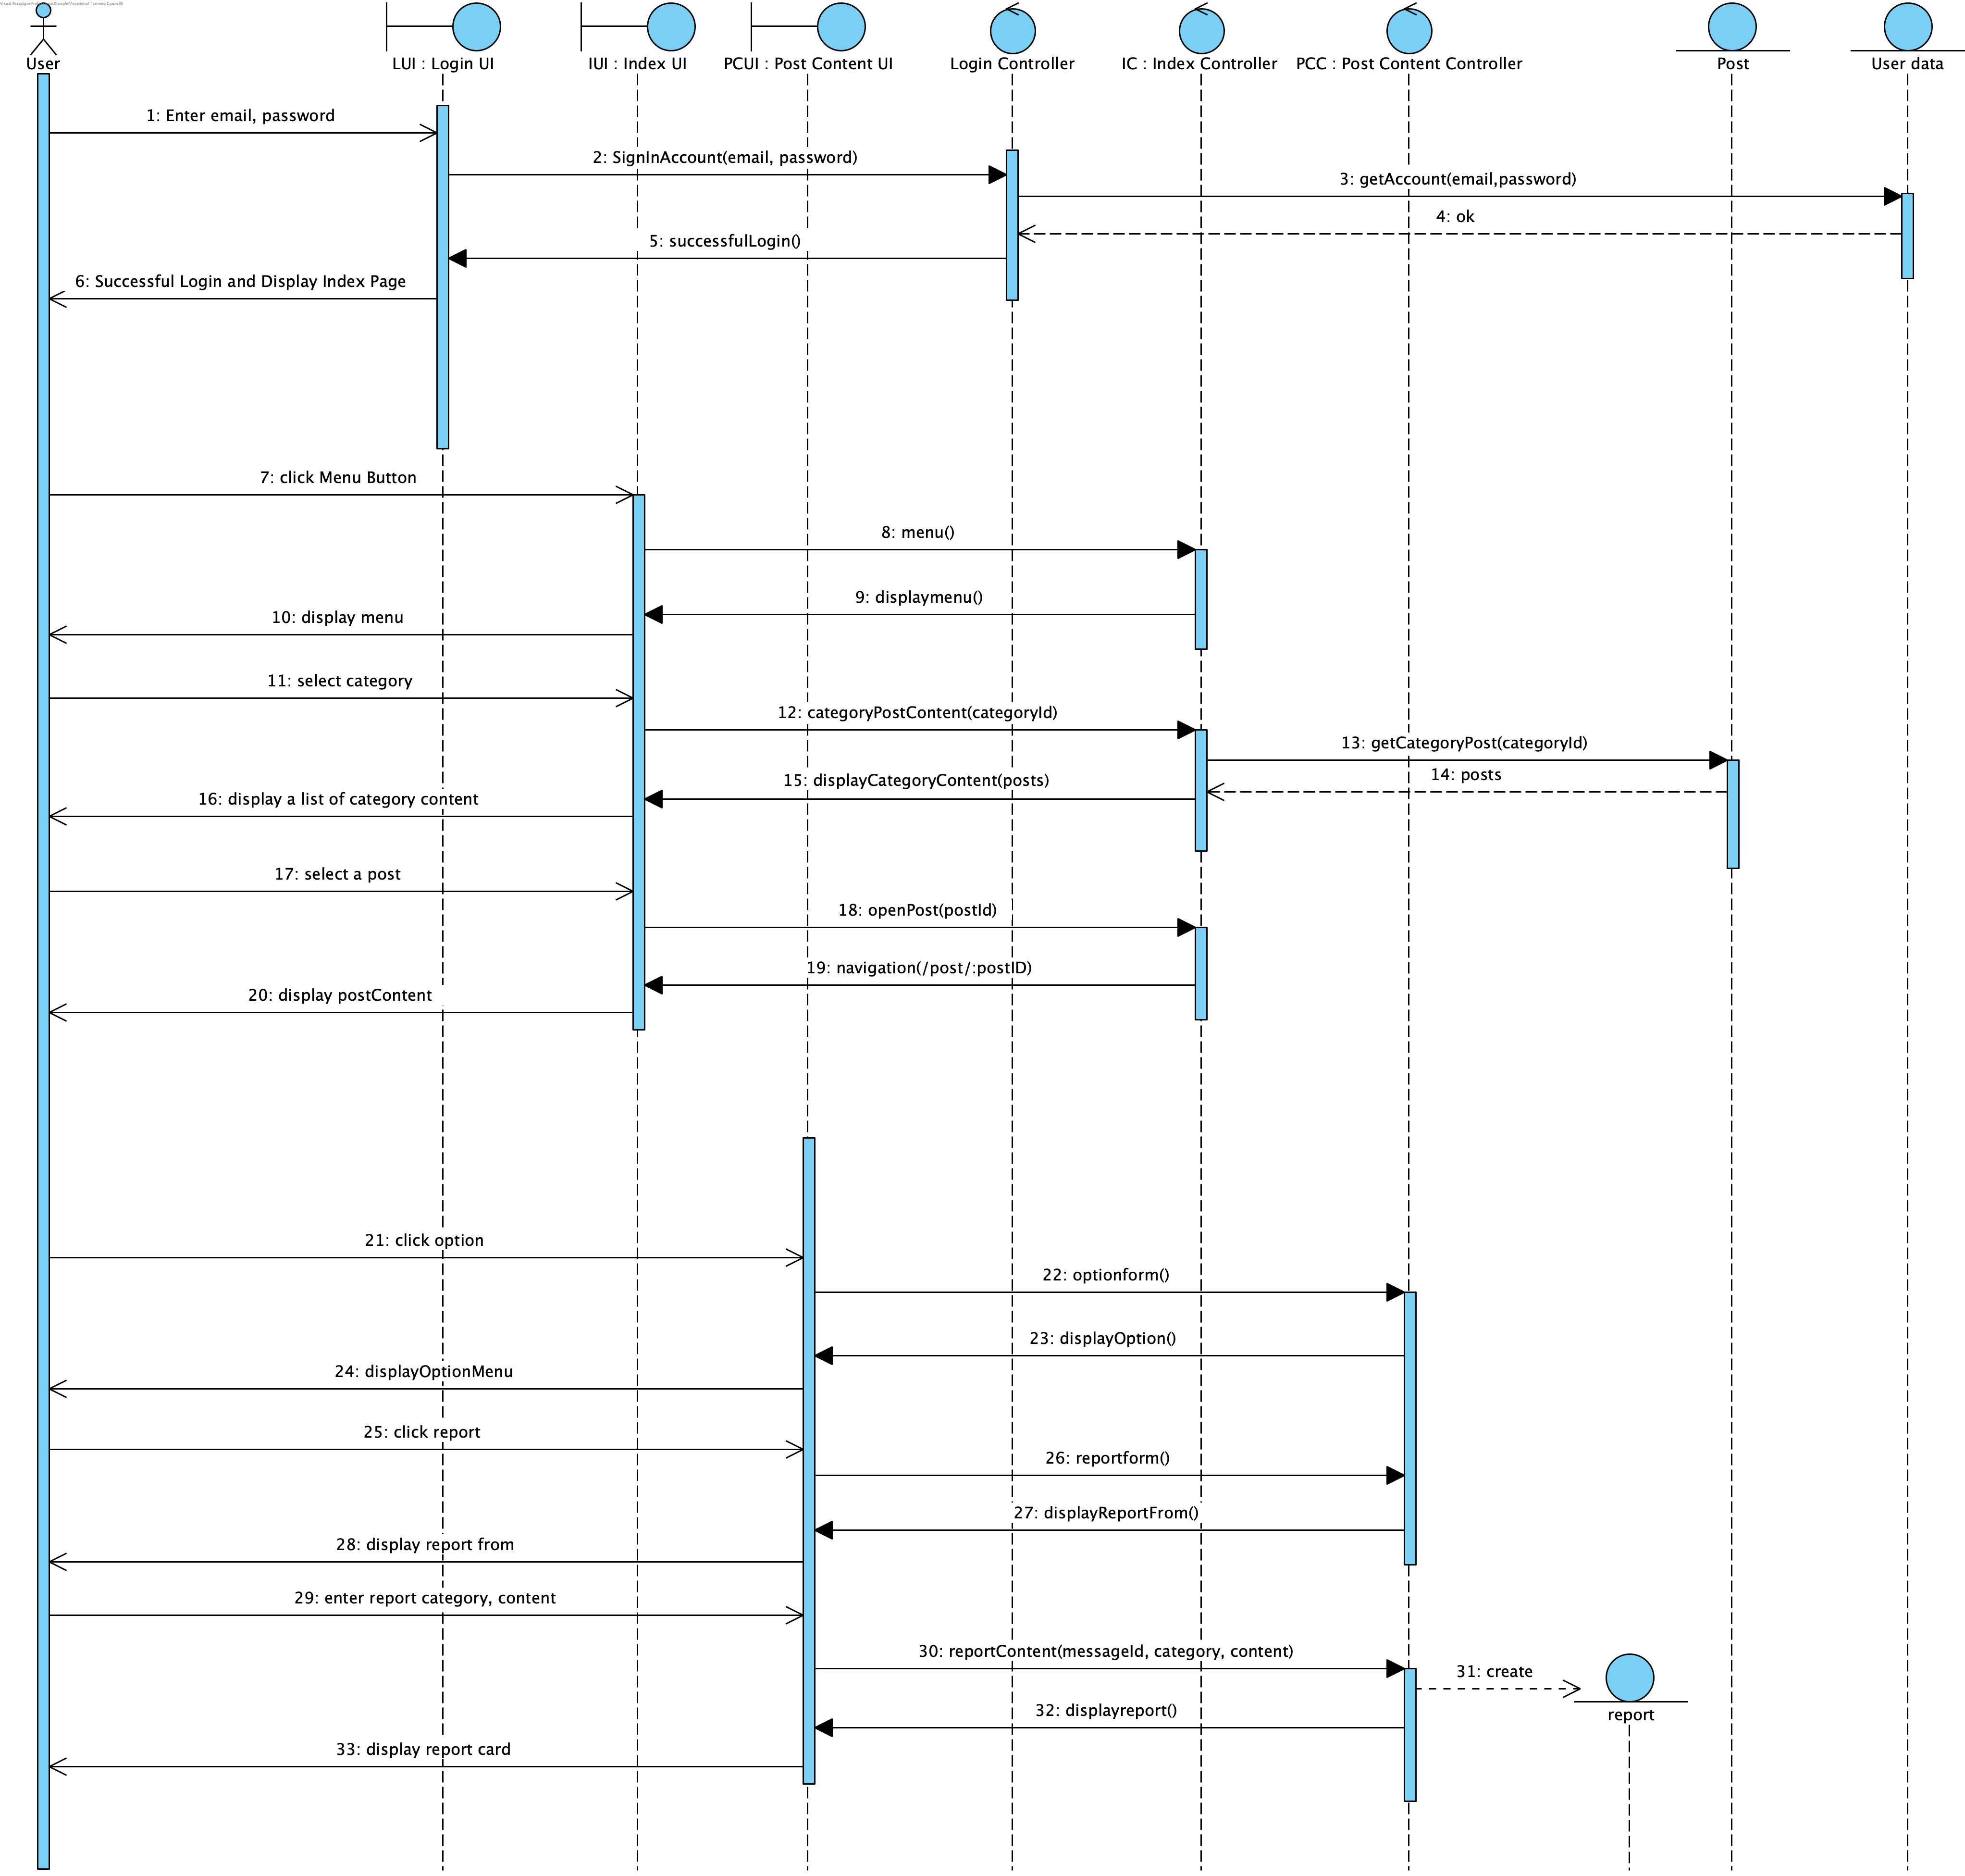 User
LUI : Login UI
IUI : Index UI
PCUI : Post Content UI
Login Controller
IC : Index Controller
PCC : Post Content Controller
Post
User data
1: Enter email, password
2: SignInAccount(email, password)
3: getAccount(email,password)
4: ok
5: successfulLogin()
6: Successful Login and Display Index Page
7: click Menu Button
8: menu()
9: displaymenu()
10: display menu
11: select category
12: categoryPostContent(categoryId)
13: getCategoryPost(categoryId)
14: posts
15: displayCategoryContent(posts)
16: display a list of category content
17: select a post
18: openPost(postId)
19: navigation(/post/:postID)
20: display postContent
21: click option
22: optionform()
23: displayOption()
24: displayOptionMenu
25: click report
26: reportform()
27: displayReportFrom()
28: display report from
29: enter report category, content
30: reportContent(messageId, category, content)
31: create
report
32: displayreport()
33: display report card